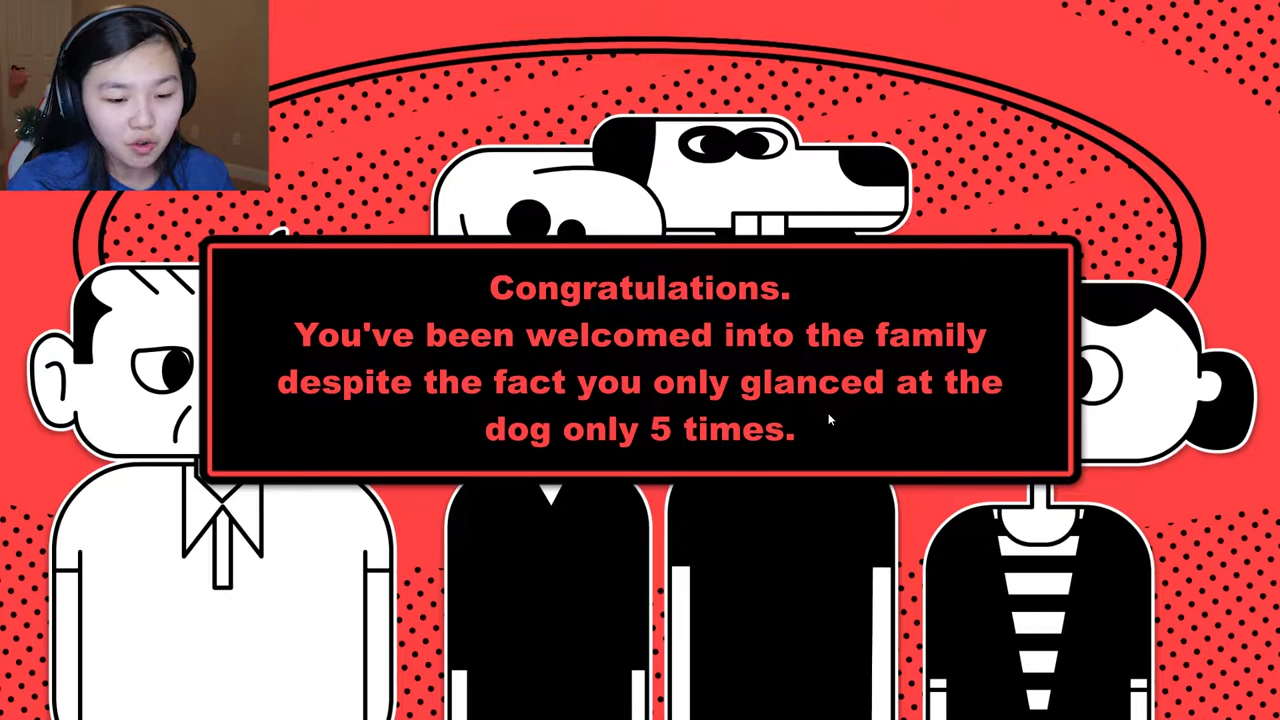 Congratulations.
You've been welcomed into the family
despite the fact you only glanced at the
dog only 5 times.